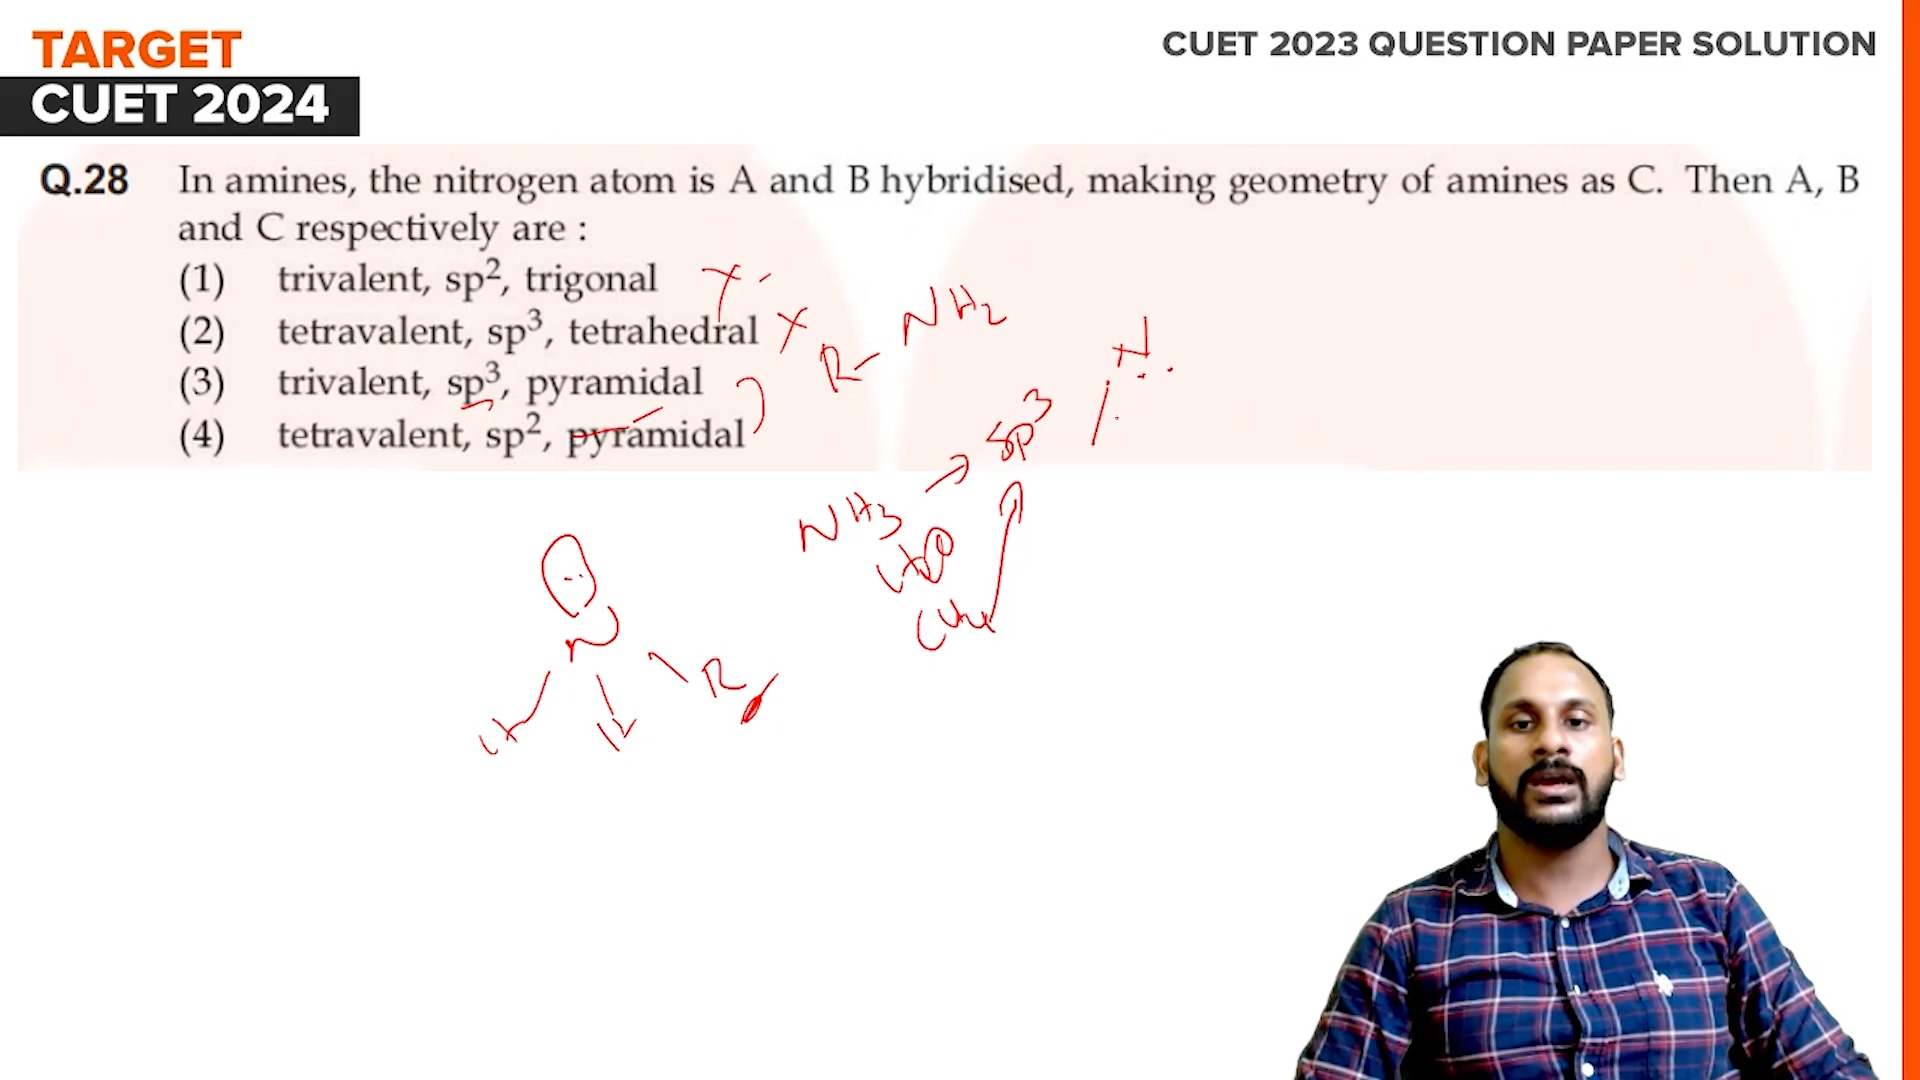 TARGET
CUET 2024
CUET 2023 QUESTION PAPER SOLUTION
Q.28 In amines, the nitrogen atom is A and B hybridised, making geometry of amines as C. Then A, B
and C respectively are :
(1) trivalent, sp², trigonal
(2) tetravalent, sp³, tetrahedral
(3) trivalent, sp³, pyramidal
(4) tetravalent, sp², pyramidal
R-NH₂
NH₃ → sp³
N
H H R